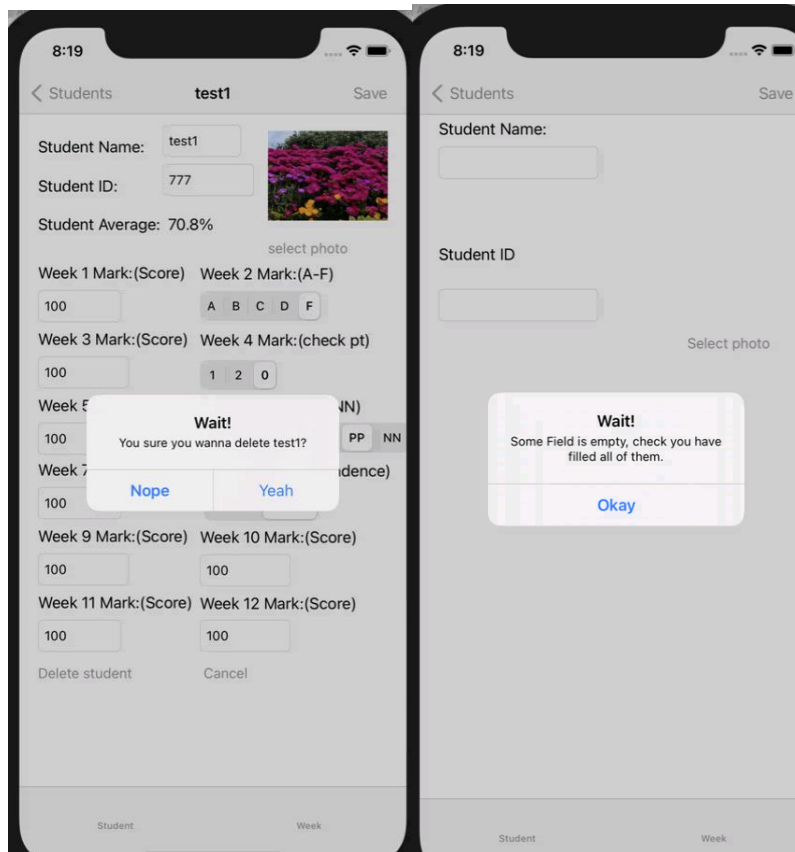 8:19
Students test1 Save
Student Name: test1
Student ID: 777
Student Average: 70.8%
select photo
Week 1 Mark:(Score) Week 2 Mark:(A-F)
100 A B C D F
Week 3 Mark:(Score) Week 4 Mark:(check pt)
100 1 2 0
Week 5 NN)
100 PP NN
Week 7 dence)
100
Wait!
You sure you wanna delete test1?
Nope Yeah
Week 9 Mark:(Score) Week 10 Mark:(Score)
100 100
Week 11 Mark:(Score) Week 12 Mark:(Score)
100 100
Delete student Cancel
Student Week
8:19
Students Save
Student Name:
Student ID
Select photo
Wait!
Some Field is empty, check you have
filled all of them.
Okay
Student Week